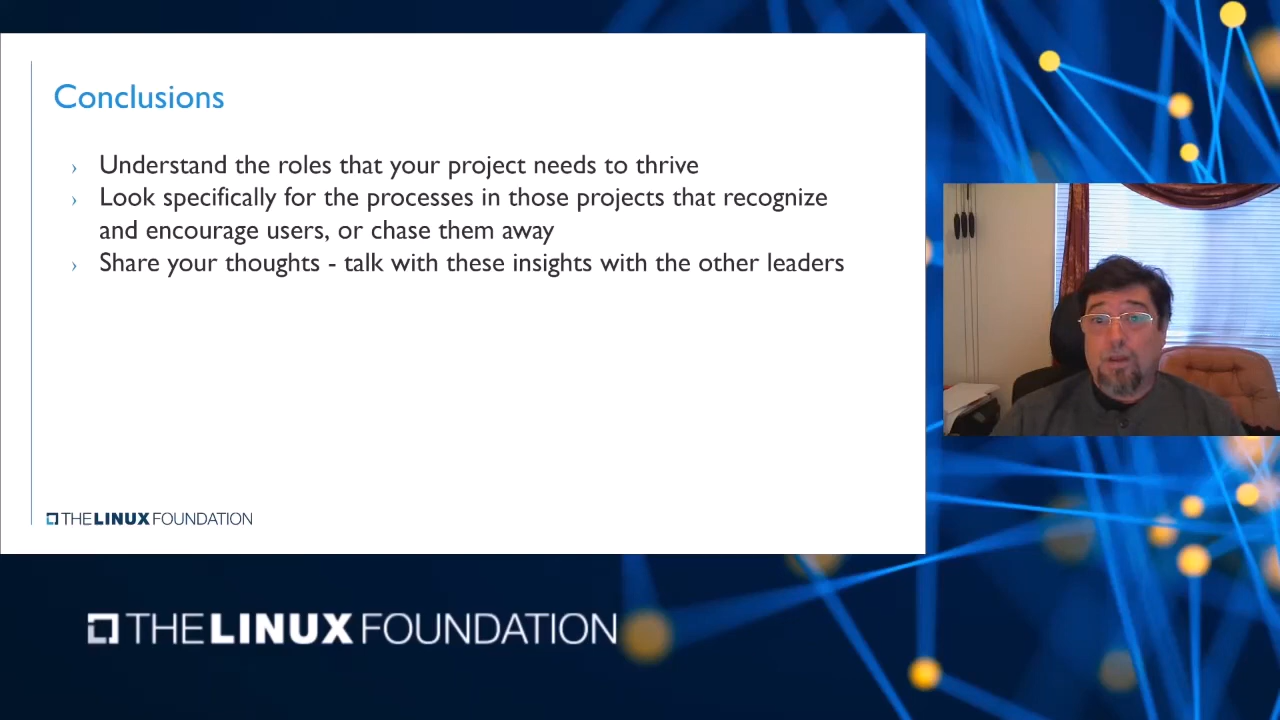 Conclusions
› Understand the roles that your project needs to thrive
› Look specifically for the processes in those projects that recognize
and encourage users, or chase them away
› Share your thoughts - talk with these insights with the other leaders
THE LINUX FOUNDATION
THE LINUX FOUNDATION